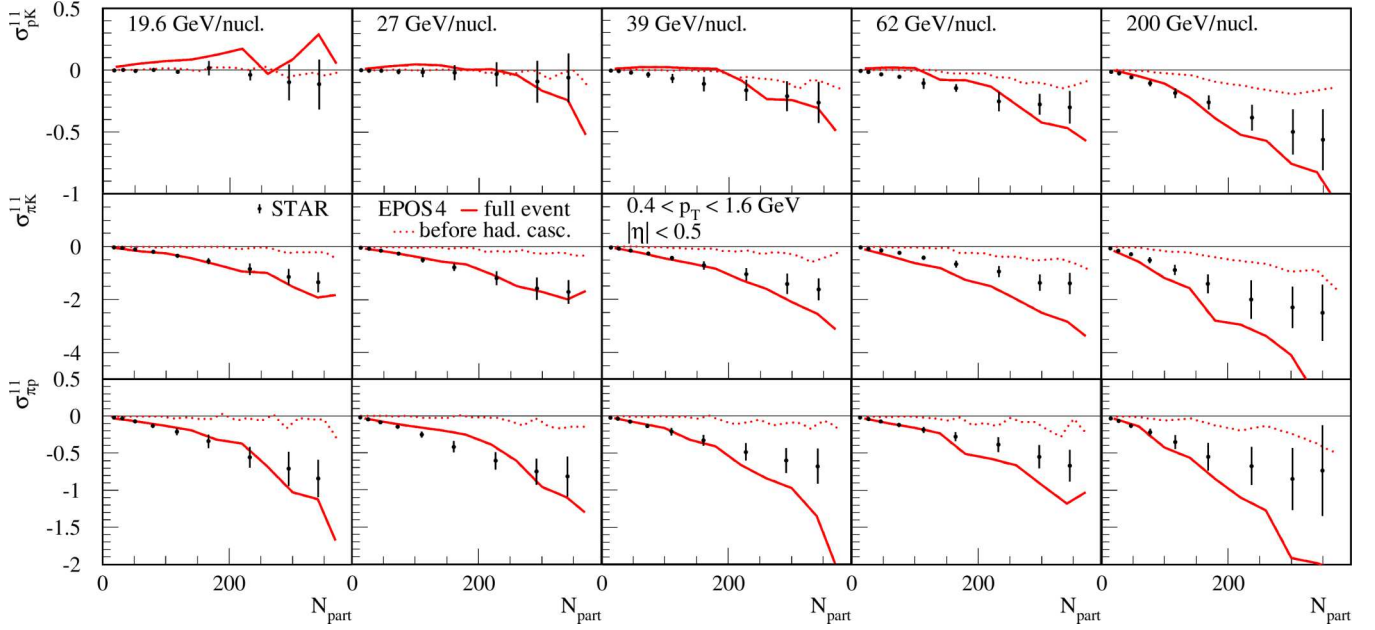 19.6 GeV/nucl. 27 GeV/nucl. 39 GeV/nucl. 62 GeV/nucl. 200 GeV/nucl.
σ¹¹_pK
0.5
0
-0.5
-1
STAR
EPOS4 full event
before had. casc.
0.4 < p_T < 1.6 GeV
|η| < 0.5
σ¹¹_πK
0
-2
-4
σ¹¹_πp
0.5
0
-0.5
-1
-1.5
-2
0 200 0 200 0 200 0 200 0 200
N_part N_part N_part N_part N_part